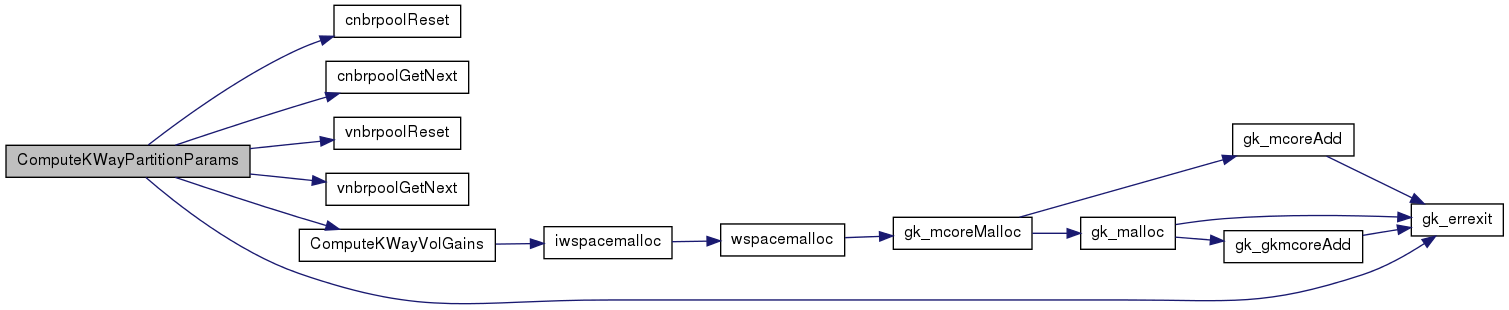 cnbrpoolReset
cnbrpoolGetNext
vnbrpoolReset
gk_mcoreAdd
ComputeKWayPartitionParams
vnbrpoolGetNext
gk_errexit
ComputeKWayVolGains
iwspacemalloc
wspacemalloc
gk_mcoreMalloc
gk_malloc
gk_gkmcoreAdd